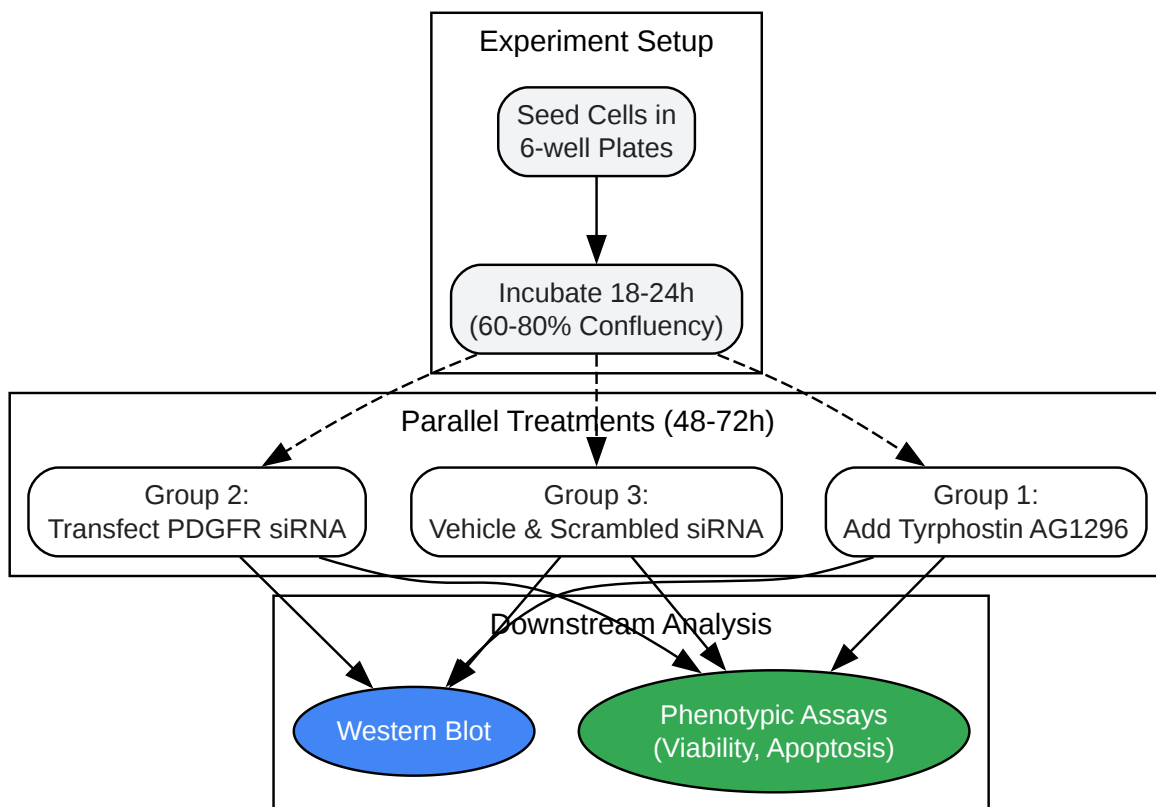 Experiment Setup
Seed Cells in
6-well Plates
Incubate 18-24h
(60-80% Confluency)
Parallel Treatments (48-72h)
Group 2:
Transfect PDGFR siRNA
Group 3:
Vehicle & Scrambled siRNA
Group 1:
Add Tyrphostin AG1296
Downstream Analysis
Western Blot
Phenotypic Assays
(Viability, Apoptosis)